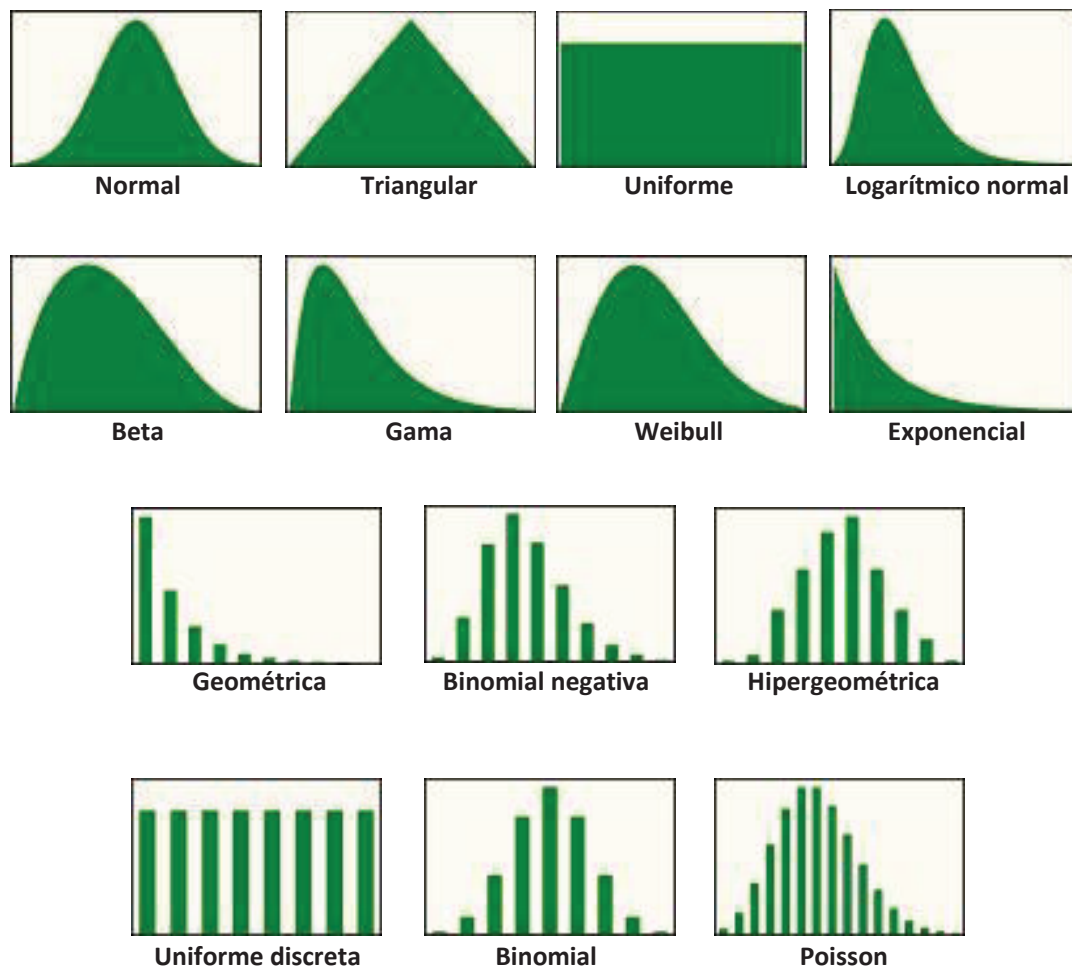 Normal Triangular Uniforme Logarítmico normal
Beta Gama Weibull Exponencial
Geométrica Binomial negativa Hipergeométrica
Uniforme discreta Binomial Poisson